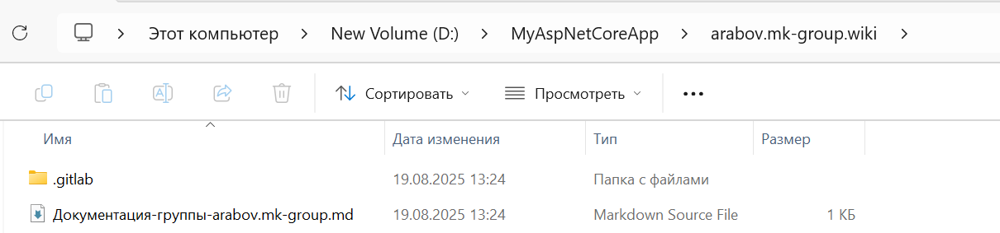 Этот компьютер > New Volume (D:) > MyAspNetCoreApp > arabov.mk-group.wiki >
Сортировать Просмотреть
Имя Дата изменения Тип Размер
.gitlab 19.08.2025 13:24 Папка с файлами
Документация-группы-arabov.mk-group.md 19.08.2025 13:24 Markdown Source File 1 КБ